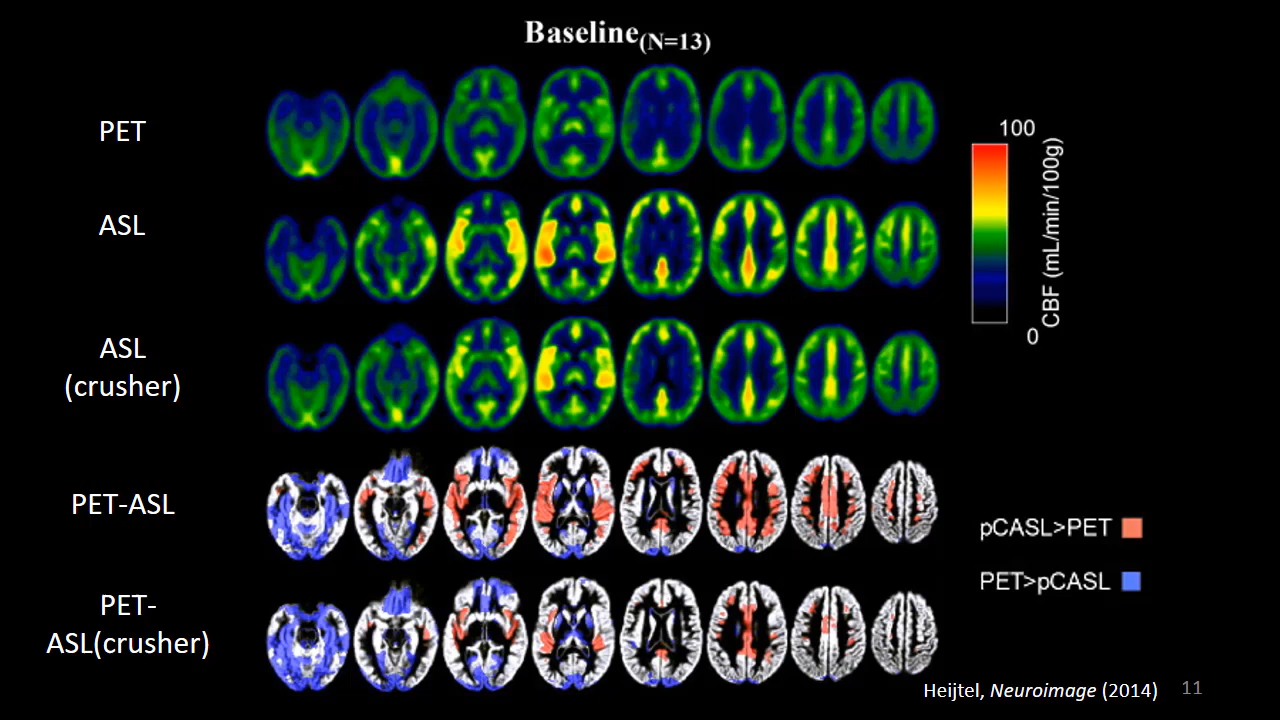 Baseline(N=13)
PET
ASL
ASL
(crusher)
PET-ASL
PET-
ASL(crusher)
100
CBF (mL/min/100g)
0
pCASL>PET
PET>pCASL
Heijtel, Neuroimage (2014)
11